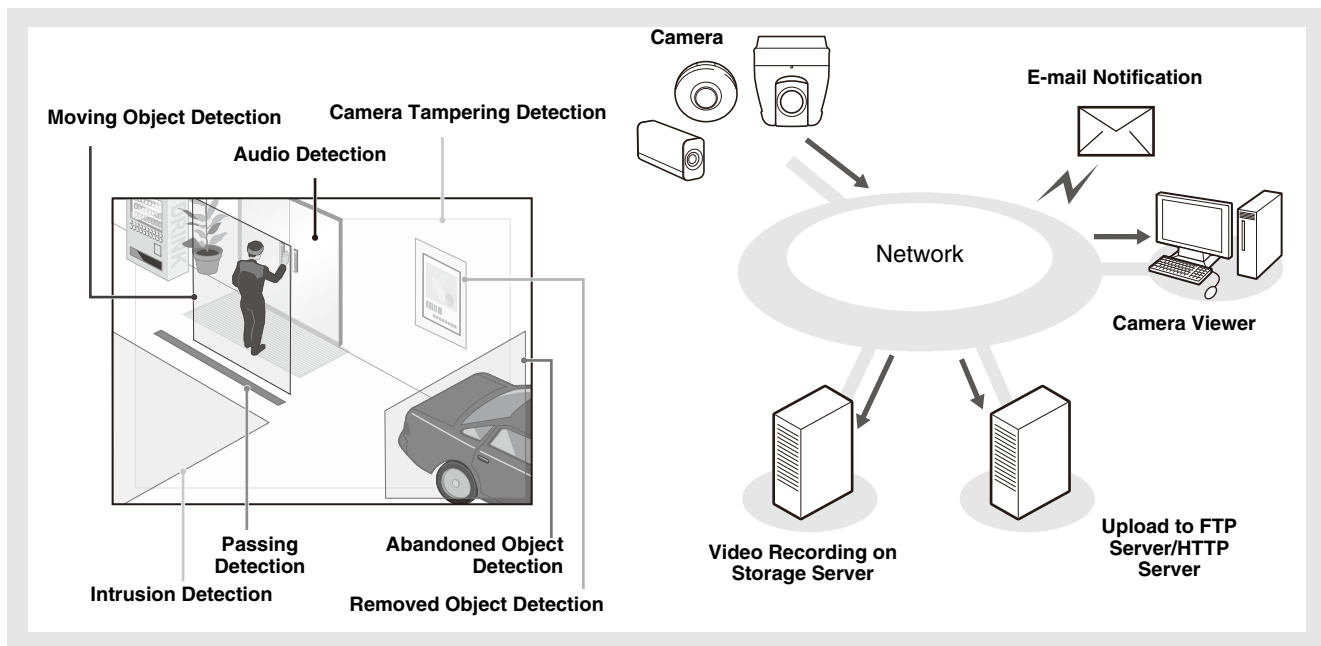 Camera
E-mail Notification
Moving Object Detection
Camera Tampering Detection
Audio Detection
DRINK
Network
Camera Viewer
Passing
Detection
Abandoned Object
Detection
Intrusion Detection
Removed Object Detection
Video Recording on
Storage Server
Upload to FTP
Server/HTTP
Server